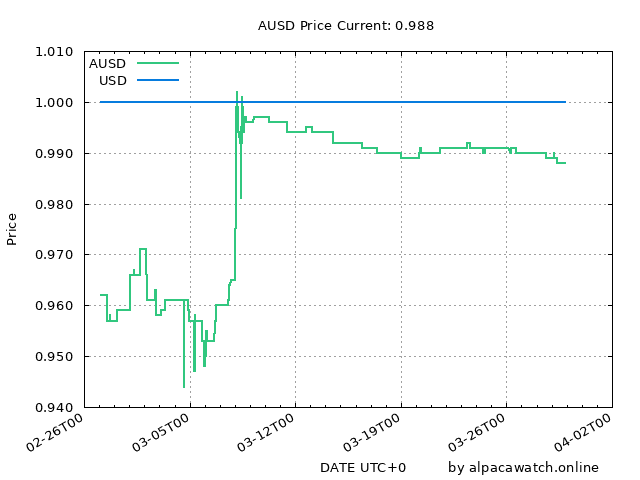 AUSD Price Current: 0.988
1.010
AUSD
USD
1.000
0.990
0.980
0.970
0.960
0.950
0.940
Price
02-26T00
03-05T00
03-12T00
03-19T00
03-26T00
04-02T00
DATE UTC+0
by alpacawatch.online